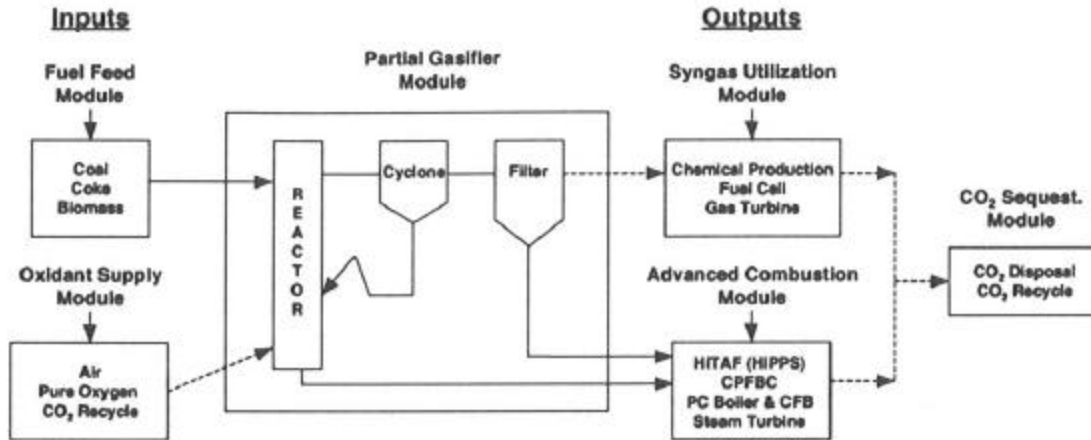 Inputs
Outputs
Fuel Feed
Module
Partial Gasifier
Module
Syngas Utilization
Module
Coal
Coke
Biomass
REACTOR
Cyclone
Filter
Chemical Production
Fuel Cell
Gas Turbine
CO₂ Sequest.
Module
CO₂ Disposal
CO₂ Recycle
Oxidant Supply
Module
Advanced Combustion
Module
Air
Pure Oxygen
CO₂ Recycle
HITAF (HIPPS)
CPFBC
PC Boiler & CFB
Steam Turbine